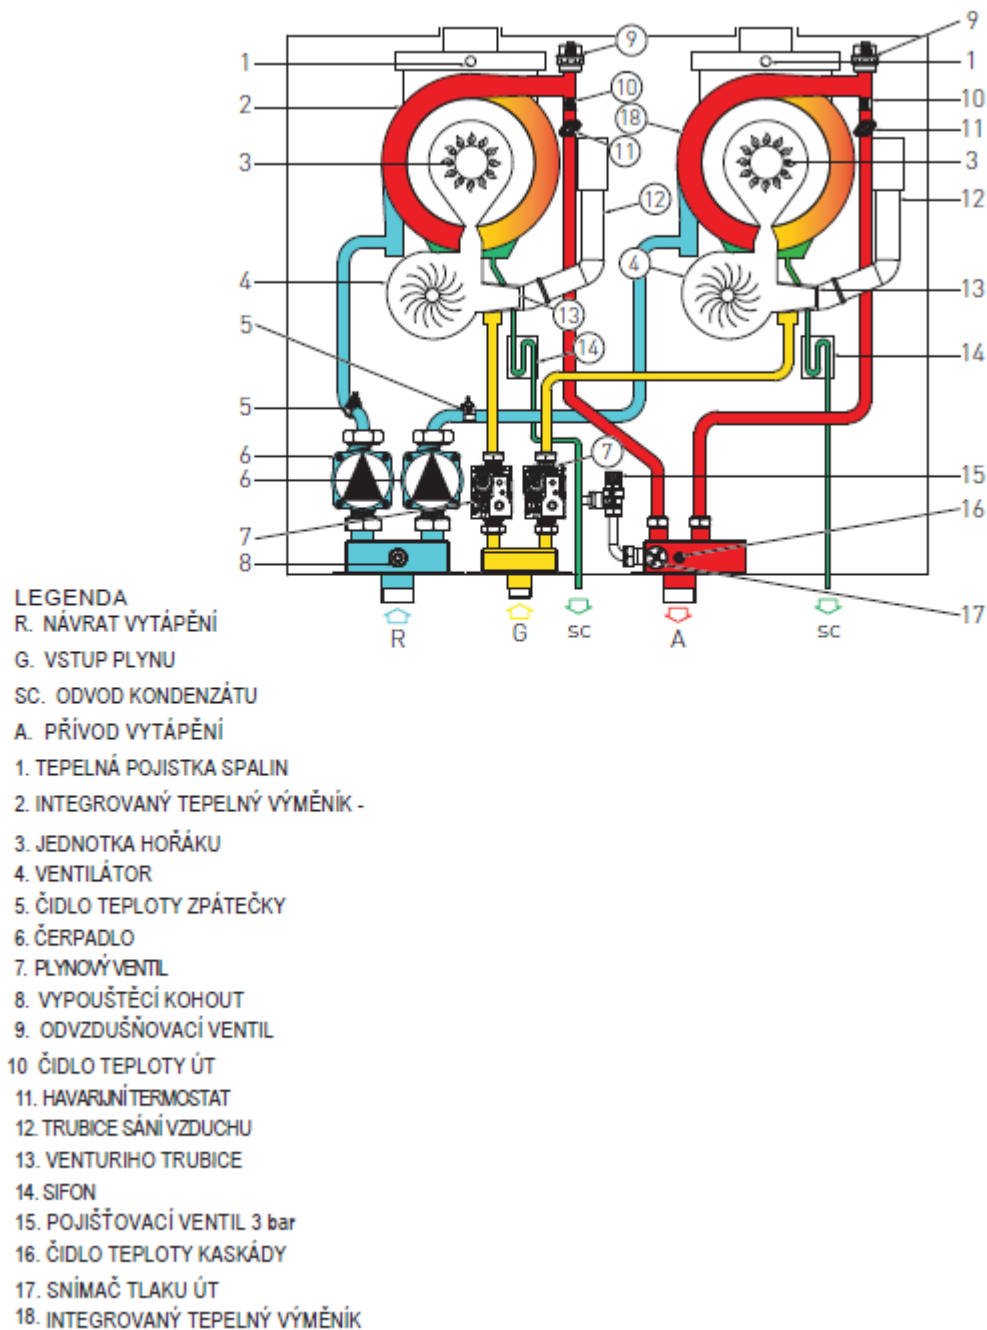 9
9
1
1
2
10
10
18
11
11
3
3
12
12
4
4
13
13
5
14
14
5
6
6
7
15
16
7
8
17
R
G
sc
A
sc
LEGENDA
R. NÁVRAT VYTÁPĚNÍ
G. VSTUP PLYNU
SC. ODVOD KONDENZÁTU
A. PŘÍVOD VYTÁPĚNÍ
1. TEPELNÁ POJISTKA SPALIN
2. INTEGROVANÝ TEPELNÝ VÝMĚNÍK -
3. JEDNOTKA HOŘÁKU
4. VENTILÁTOR
5. ČIDLO TEPLOTY ZPÁTEČKY
6. ČERPADLO
7. PLYNOVÝ VENTIL
8. VYPOUŠTĚCÍ KOHOUT
9. ODVZDUŠŇOVACÍ VENTIL
10 ČIDLO TEPLOTY ÚT
11. HAVARIJNÍ TERMOSTAT
12. TRUBICE SÁNÍ VZDUCHU
13. VENTURIHO TRUBICE
14. SIFON
15. POJIŠŤOVACÍ VENTIL 3 bar
16. ČIDLO TEPLOTY KASKÁDY
17. SNÍMAČ TLAKU ÚT
18. INTEGROVANÝ TEPELNÝ VÝMĚNÍK